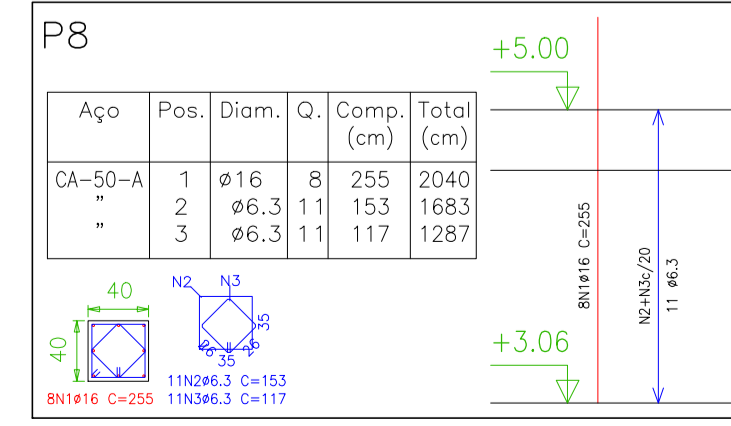 P8
Aço Pos. Diam. Q. Comp. (cm) Total (cm)
CA-50-A 1 ø16 8 255 2040
" 2 ø6.3 11 153 1683
" 3 ø6.3 11 117 1287
40
40
8N1ø16 C=255
N2 N3
35
35
26
26
11N2ø6.3 C=153
11N3ø6.3 C=117
+5.00
8N1ø16 C=255
N2+N3c/20
11 ø6.3
+3.06